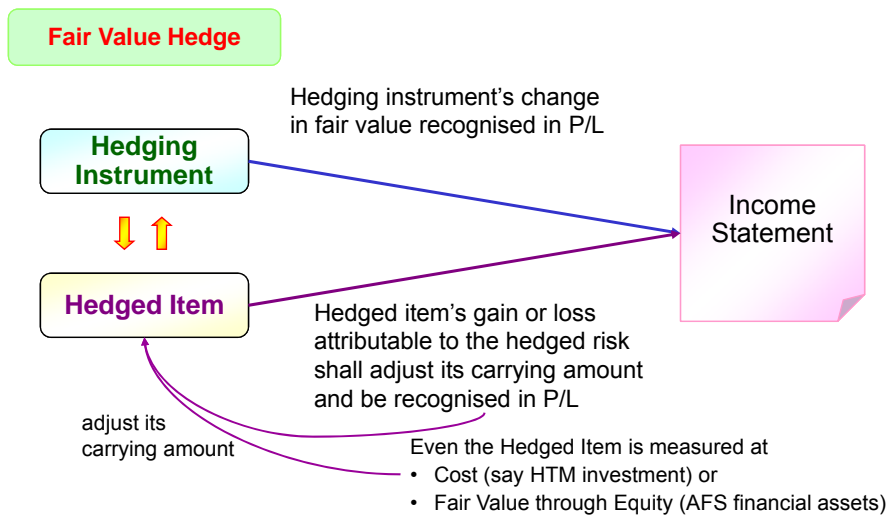 Fair Value Hedge
Hedging instrument's change
in fair value recognised in P/L
Hedging
Instrument
Income
Statement
Hedged Item
Hedged item's gain or loss
attributable to the hedged risk
shall adjust its carrying amount
and be recognised in P/L
adjust its
carrying amount
Even the Hedged Item is measured at
• Cost (say HTM investment) or
• Fair Value through Equity (AFS financial assets)